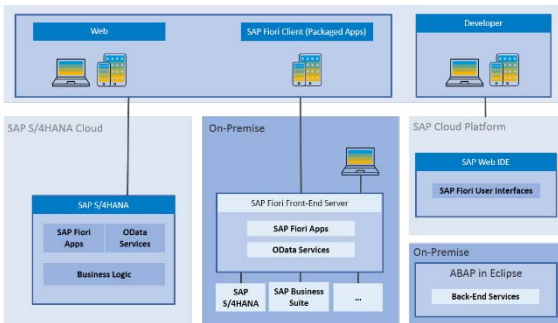 Web
SAP Fiori Client (Packaged Apps)
Developer
SAP S/4HANA Cloud
On-Premise
SAP Cloud Platform
SAP Web IDE
SAP Fiori User Interfaces
SAP S/4HANA
SAP Fiori
Apps
OData
Services
Business Logic
SAP Fiori Front-End Server
SAP Fiori Apps
OData Services
SAP
S/4HANA
SAP Business
Suite
...
On-Premise
ABAP in Eclipse
Back-End Services